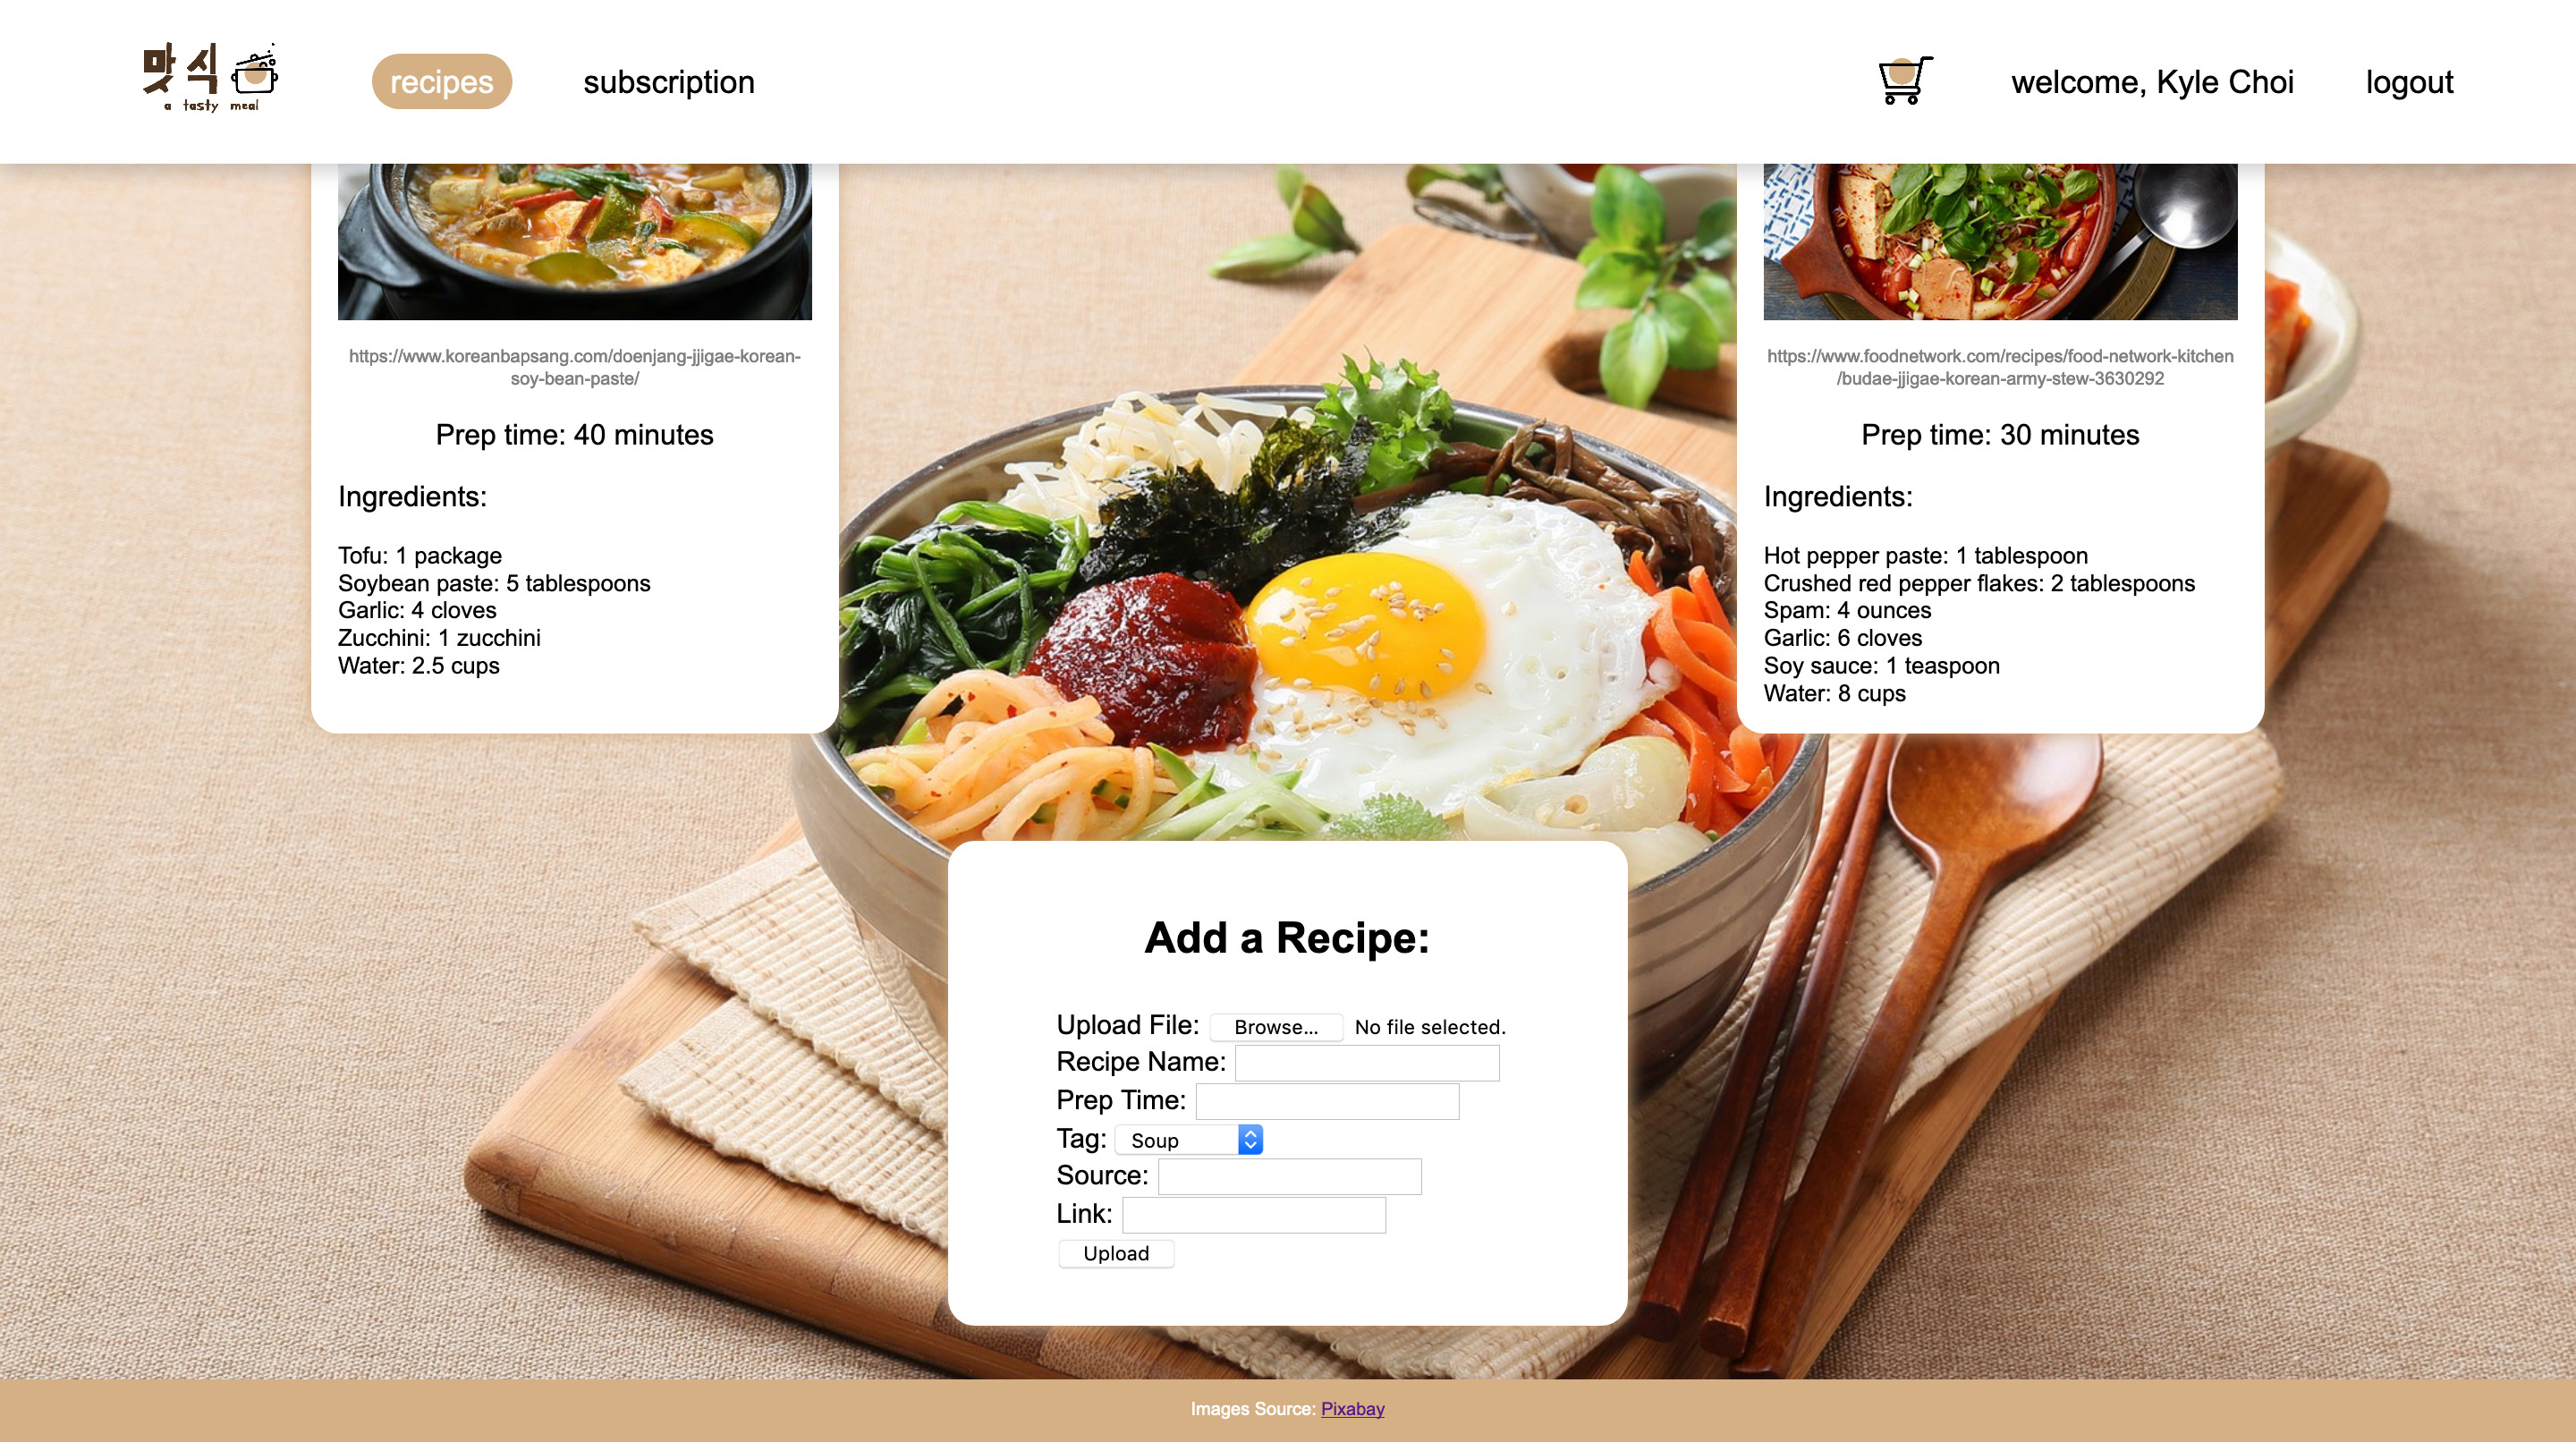 맛식
a tasty meal
recipes
subscription
welcome, Kyle Choi
logout
https://www.koreanbapsang.com/doenjang-jjigae-korean-
soy-bean-paste/
Prep time: 40 minutes
Ingredients:
Tofu: 1 package
Soybean paste: 5 tablespoons
Garlic: 4 cloves
Zucchini: 1 zucchini
Water: 2.5 cups
https://www.foodnetwork.com/recipes/food-network-kitchen
/budae-jjigae-korean-army-stew-3630292
Prep time: 30 minutes
Ingredients:
Hot pepper paste: 1 tablespoon
Crushed red pepper flakes: 2 tablespoons
Spam: 4 ounces
Garlic: 6 cloves
Soy sauce: 1 teaspoon
Water: 8 cups
Add a Recipe:
Upload File: Browse... No file selected.
Recipe Name:
Prep Time:
Tag: Soup
Source:
Link:
Upload
Images Source: Pixabay